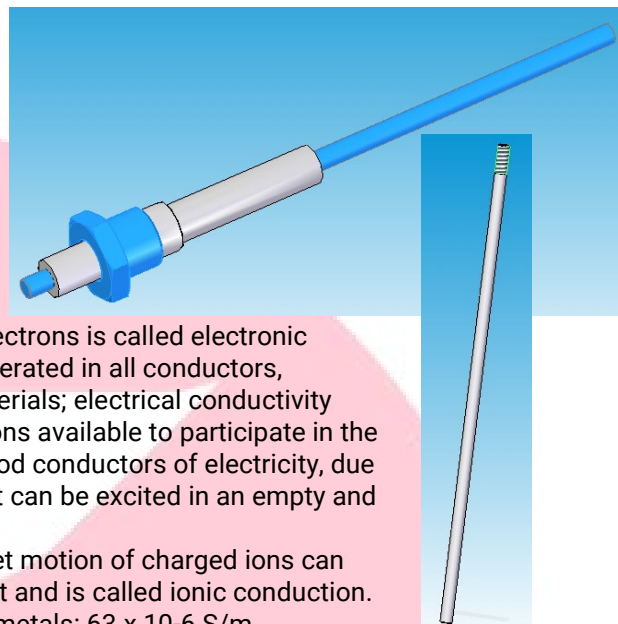 ectrons is called electronic
erated in all conductors,
erials; electrical conductivity
ons available to participate in the
od conductors of electricity, due
t can be excited in an empty and
et motion of charged ions can
t and is called ionic conduction.
metals: 63 x 10-6 S/m